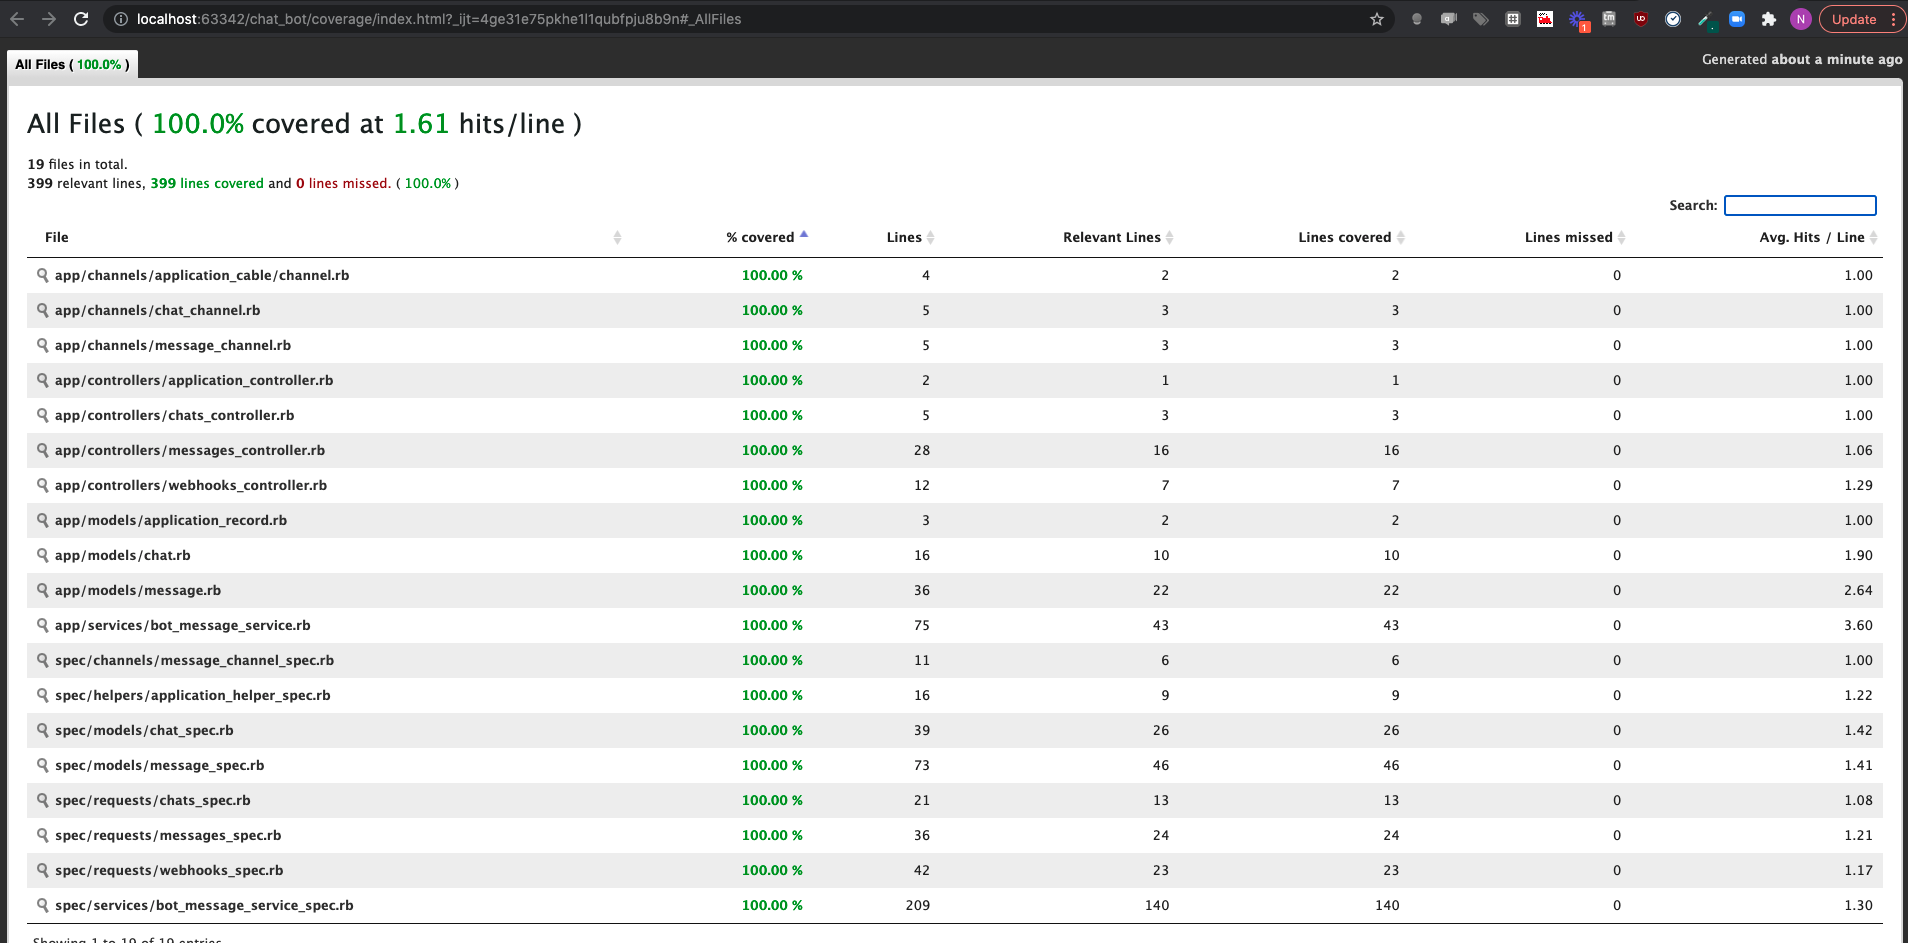 localhost:63342/chat_bot/coverage/index.html?_ijt=4ge31e75pkhe1l1qubfpju8b9n#_AllFiles
1
N
Update
All Files ( 100.0% )
Generated about a minute ago
All Files ( 100.0% covered at 1.61 hits/line )
19 files in total.
399 relevant lines, 399 lines covered and 0 lines missed. ( 100.0% )
Search:
File % covered Lines Relevant Lines Lines covered Lines missed Avg. Hits / Line
app/channels/application_cable/channel.rb 100.00 % 4 2 2 0 1.00
app/channels/chat_channel.rb 100.00 % 5 3 3 0 1.00
app/channels/message_channel.rb 100.00 % 5 3 3 0 1.00
app/controllers/application_controller.rb 100.00 % 2 1 1 0 1.00
app/controllers/chats_controller.rb 100.00 % 5 3 3 0 1.00
app/controllers/messages_controller.rb 100.00 % 28 16 16 0 1.06
app/controllers/webhooks_controller.rb 100.00 % 12 7 7 0 1.29
app/models/application_record.rb 100.00 % 3 2 2 0 1.00
app/models/chat.rb 100.00 % 16 10 10 0 1.90
app/models/message.rb 100.00 % 36 22 22 0 2.64
app/services/bot_message_service.rb 100.00 % 75 43 43 0 3.60
spec/channels/message_channel_spec.rb 100.00 % 11 6 6 0 1.00
spec/helpers/application_helper_spec.rb 100.00 % 16 9 9 0 1.22
spec/models/chat_spec.rb 100.00 % 39 26 26 0 1.42
spec/models/message_spec.rb 100.00 % 73 46 46 0 1.41
spec/requests/chats_spec.rb 100.00 % 21 13 13 0 1.08
spec/requests/messages_spec.rb 100.00 % 36 24 24 0 1.21
spec/requests/webhooks_spec.rb 100.00 % 42 23 23 0 1.17
spec/services/bot_message_service_spec.rb 100.00 % 209 140 140 0 1.30
Showing 1 to 19 of 19 entries